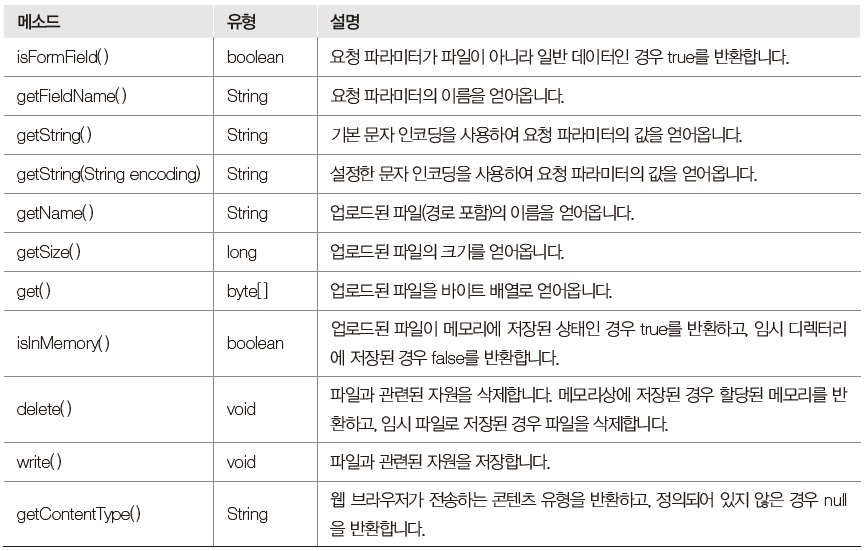 메소드 유형 설명
isFormField() boolean 요청 파라미터가 파일이 아니라 일반 데이터인 경우 true를 반환합니다.
getFieldName() String 요청 파라미터의 이름을 얻어옵니다.
getString() String 기본 문자 인코딩을 사용하여 요청 파라미터의 값을 얻어옵니다.
getString(String encoding) String 설정한 문자 인코딩을 사용하여 요청 파라미터의 값을 얻어옵니다.
getName() String 업로드된 파일(경로 포함)의 이름을 얻어옵니다.
getSize() long 업로드된 파일의 크기를 얻어옵니다.
get() byte[] 업로드된 파일을 바이트 배열로 얻어옵니다.
isInMemory() boolean 업로드된 파일이 메모리에 저장된 상태인 경우 true를 반환하고, 임시 디렉터리
에 저장된 경우 false를 반환합니다.
delete() void 파일과 관련된 자원을 삭제합니다. 메모리상에 저장된 경우 할당된 메모리를 반
환하고, 임시 파일로 저장된 경우 파일을 삭제합니다.
write() void 파일과 관련된 자원을 저장합니다.
getContentType() String 웹 브라우저가 전송하는 콘텐츠 유형을 반환하고, 정의되어 있지 않은 경우 null
을 반환합니다.